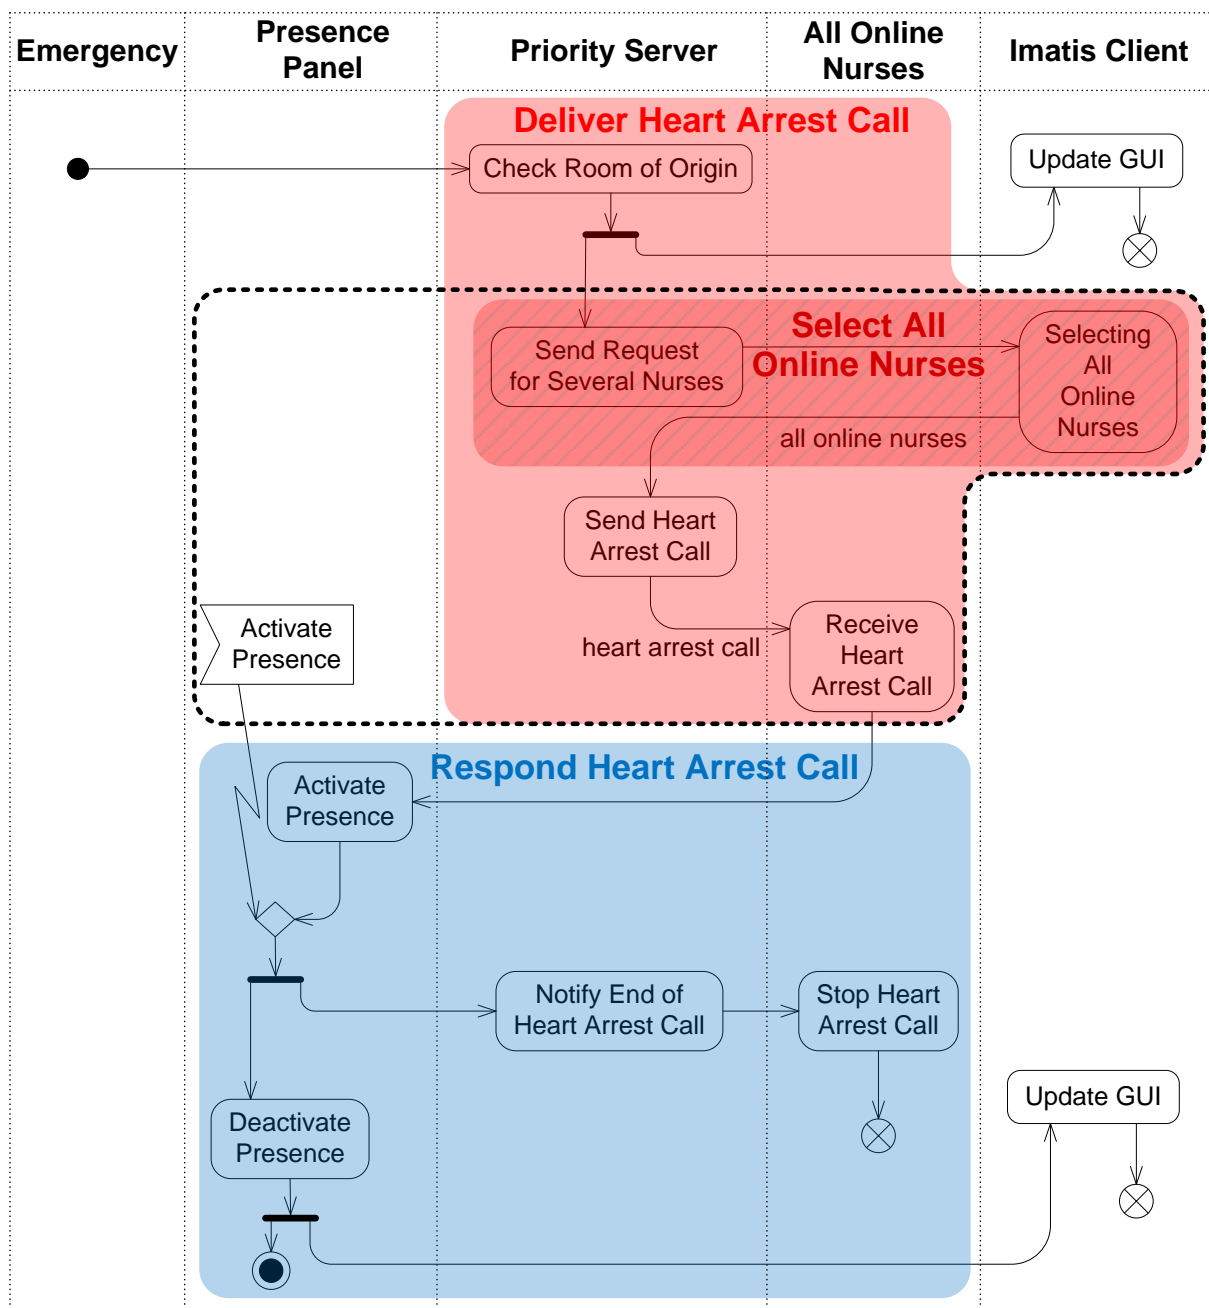 Emergency
Presence
Panel
Priority Server
All Online
Nurses
Imatis Client
Deliver Heart Arrest Call
Check Room of Origin
Update GUI
Select All
Online Nurses
Send Request
for Several Nurses
Selecting
All
Online
Nurses
all online nurses
Send Heart
Arrest Call
heart arrest call
Receive
Heart
Arrest Call
Activate
Presence
Respond Heart Arrest Call
Activate
Presence
Notify End of
Heart Arrest Call
Stop Heart
Arrest Call
Deactivate
Presence
Update GUI